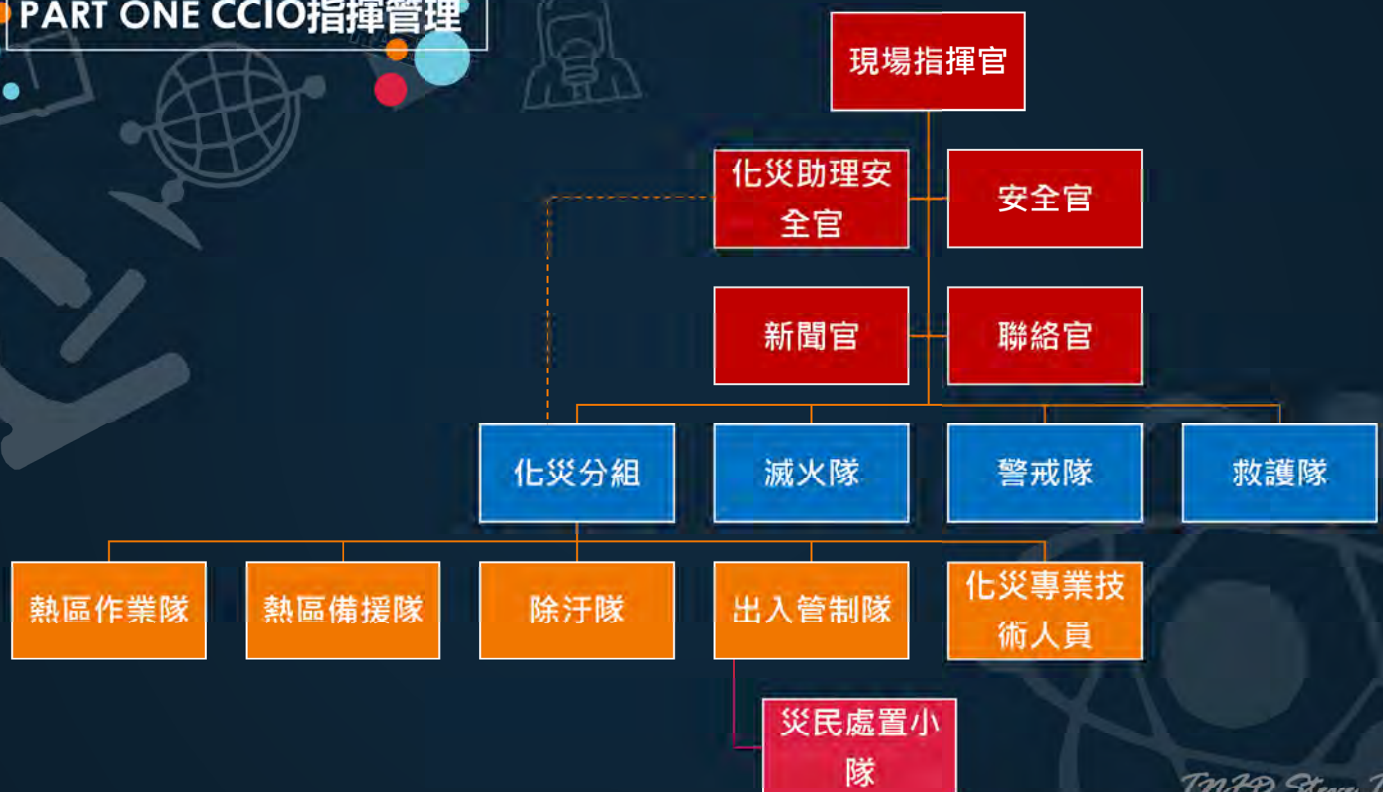 PART ONE CCIO指揮管理
現場指揮官
化災助理安
全官
安全官
新聞官
聯絡官
化災分組
滅火隊
警戒隊
救護隊
熱區作業隊
熱區備援隊
除汙隊
出入管制隊
化災專業技
術人員
災民處置小
隊